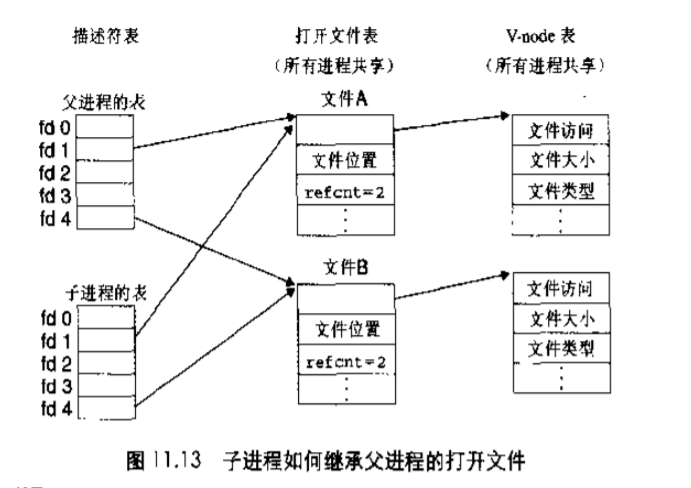 描述符表
打开文件表
V-node 表
(所有进程共享)
(所有进程共享)
父进程的表
fd 0
fd 1
fd 2
fd 3
fd 4
文件A
文件位置
refcnt=2
文件访问
文件大小
文件类型
子进程的表
fd 0
fd 1
fd 2
fd 3
fd 4
文件B
文件位置
refcnt=2
文件访问
文件大小
文件类型
图 11.13 子进程如何继承父进程的打开文件